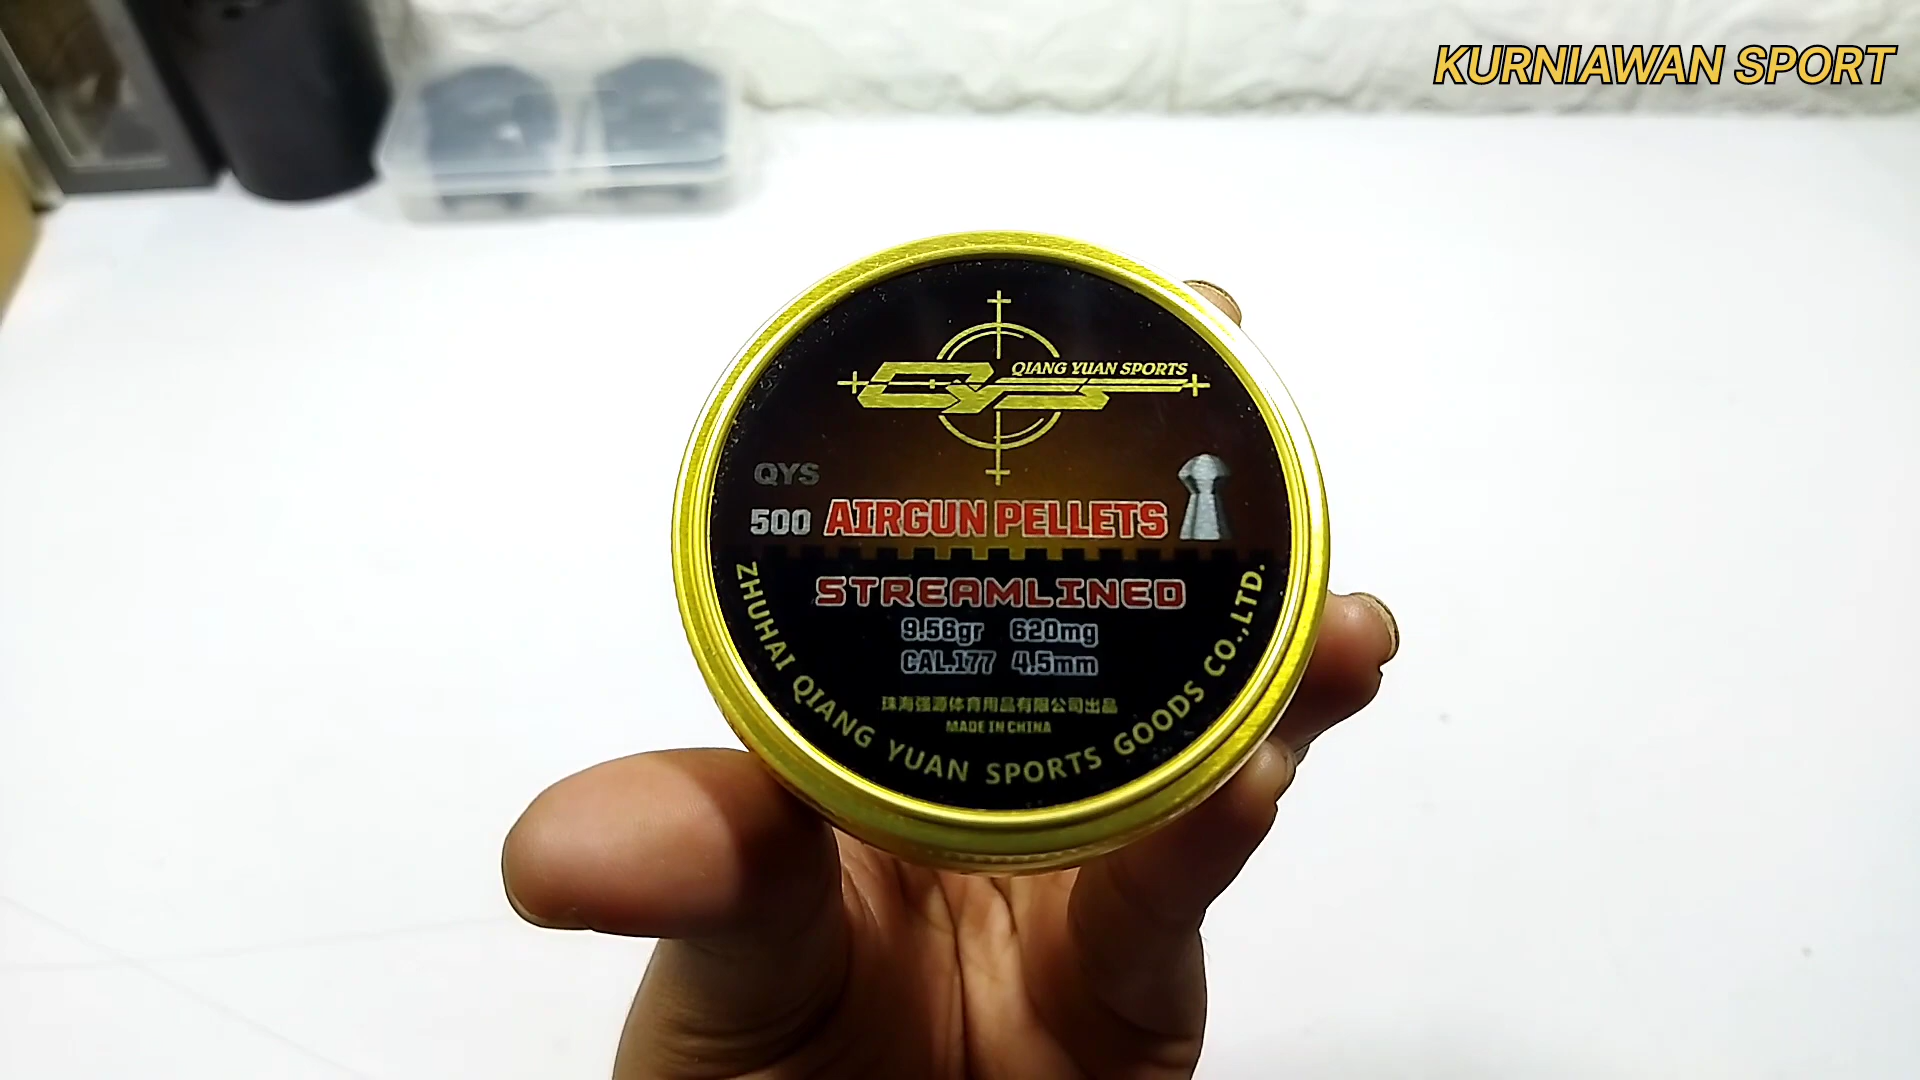 KURNIAWAN SPORT
QIANG YUAN SPORTS
QYS
500 AIRGUN PELLETS
STREAMLINED
9.56gr 620mg
CAL.177 4.5mm
珠海强源体育用品有限公司出品
MADE IN CHINA
ZHUHAI QIANG YUAN SPORTS GOODS CO.,LTD.